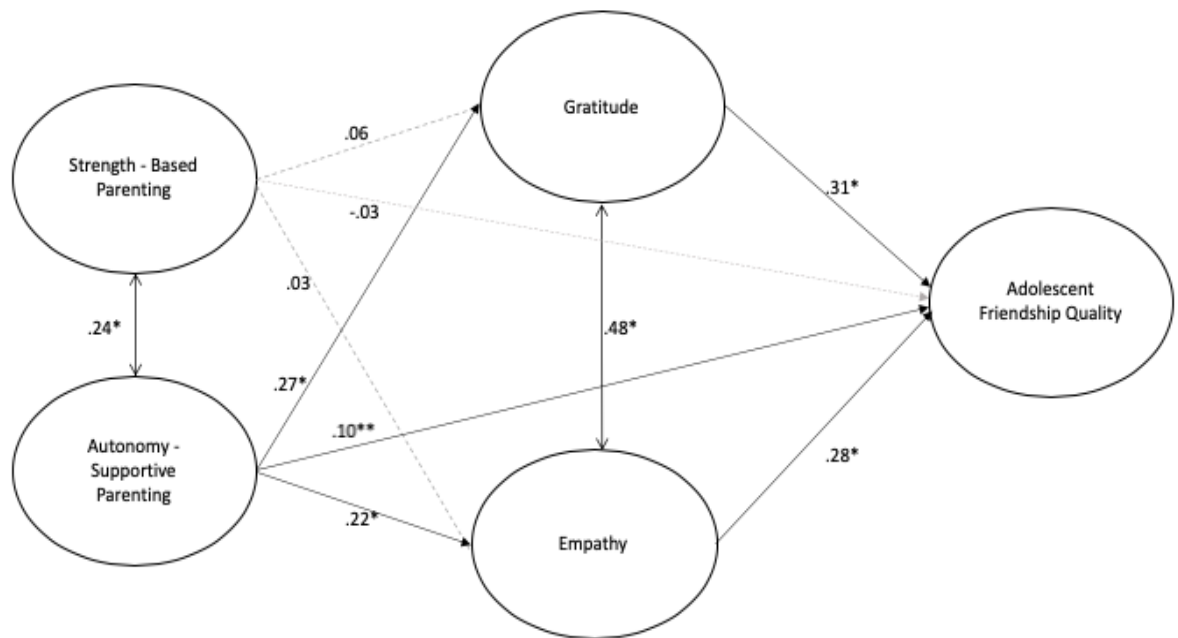 Gratitude
Strength - Based
Parenting
.06
-.03
.31*
.03
Adolescent
Friendship Quality
.24*
.48*
.27*
.10**
Autonomy -
Supportive
Parenting
.28*
.22*
Empathy